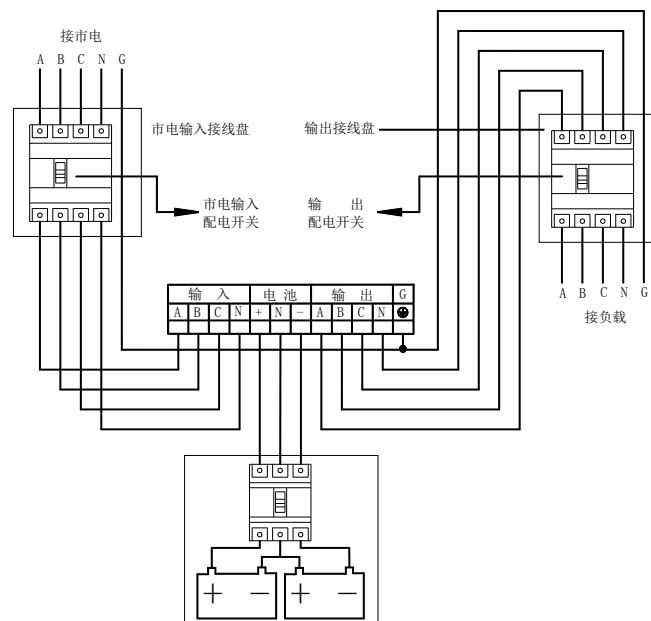 接市电
A B C N G
市电输入接线盘
输出接线盘
市电输入
配电开关
输 出
配电开关
A B C N G
接负载
输 入 电 池 输 出 G
A B C N + N - A B C N
+ - + -